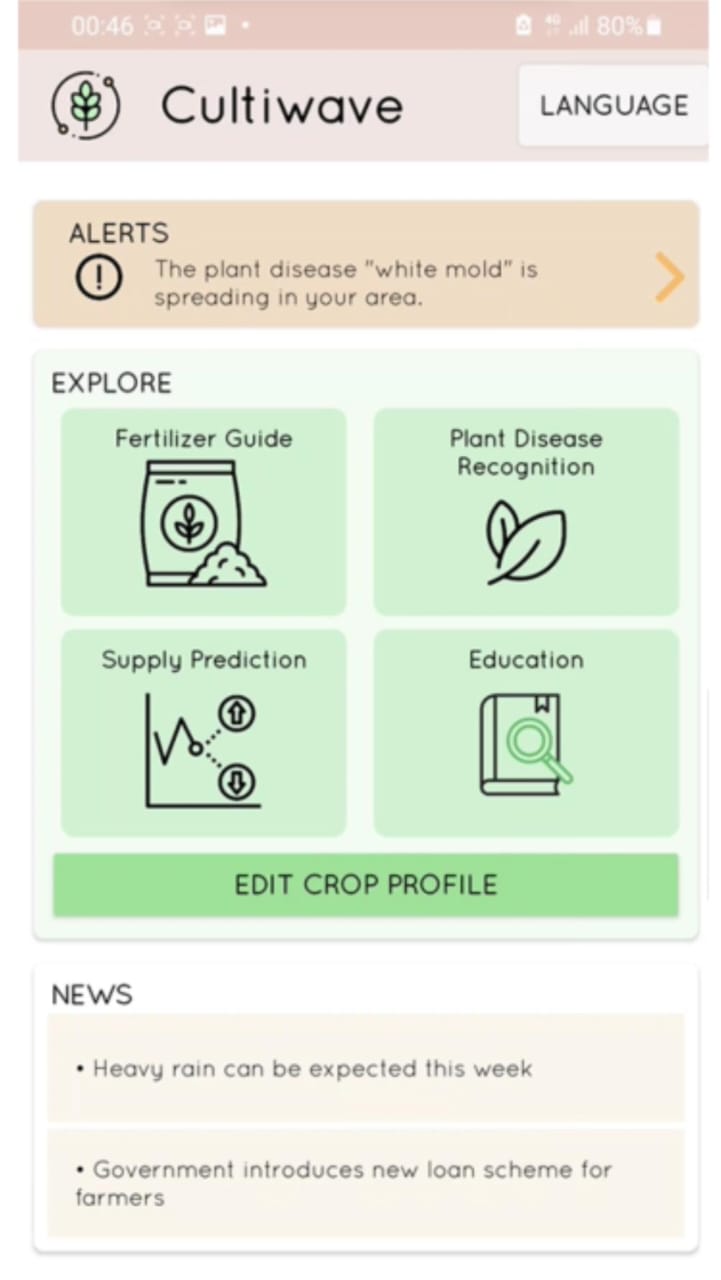 00:46
4G
80%
Cultiwave
LANGUAGE
ALERTS
The plant disease "white mold" is
spreading in your area.
EXPLORE
Fertilizer Guide
Plant Disease
Recognition
Supply Prediction
Education
EDIT CROP PROFILE
NEWS
• Heavy rain can be expected this week
• Government introduces new loan scheme for
farmers